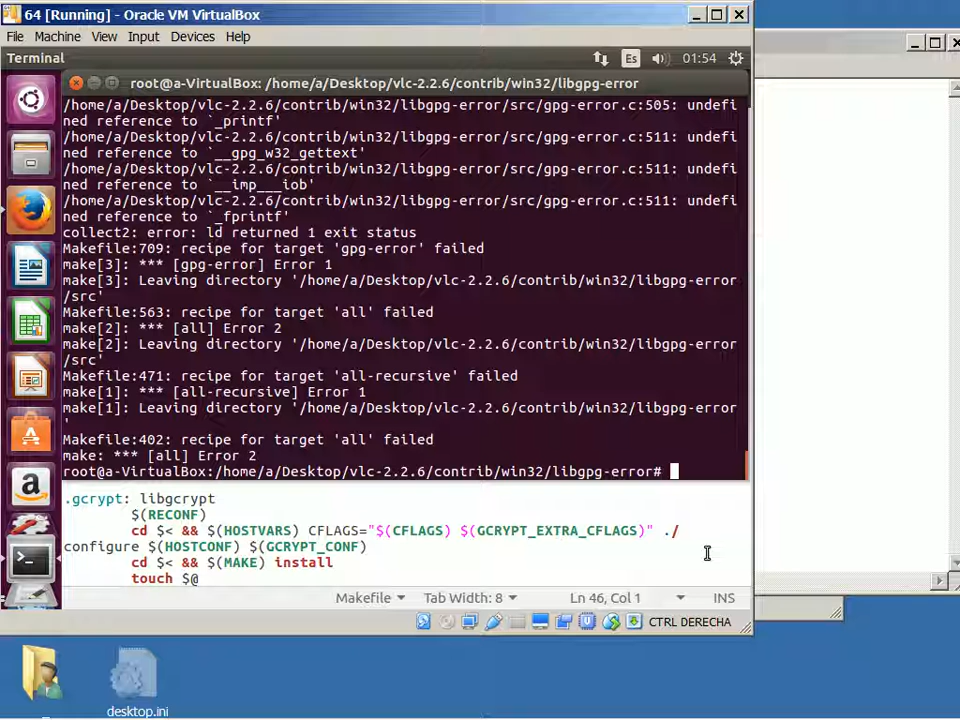 64 [Running] - Oracle VM VirtualBox
File Machine View Input Devices Help
Terminal Es 01:54
root@a-VirtualBox: /home/a/Desktop/vlc-2.2.6/contrib/win32/libgpg-error
/home/a/Desktop/vlc-2.2.6/contrib/win32/libgpg-error/src/gpg-error.c:505: undefi
ned reference to `_printf'
/home/a/Desktop/vlc-2.2.6/contrib/win32/libgpg-error/src/gpg-error.c:511: undefi
ned reference to `__gpg_w32_gettext'
/home/a/Desktop/vlc-2.2.6/contrib/win32/libgpg-error/src/gpg-error.c:511: undefi
ned reference to `__imp___iob'
/home/a/Desktop/vlc-2.2.6/contrib/win32/libgpg-error/src/gpg-error.c:511: undefi
ned reference to `_fprintf'
collect2: error: ld returned 1 exit status
Makefile:709: recipe for target 'gpg-error' failed
make[3]: *** [gpg-error] Error 1
make[3]: Leaving directory '/home/a/Desktop/vlc-2.2.6/contrib/win32/libgpg-error
/src'
Makefile:563: recipe for target 'all' failed
make[2]: *** [all] Error 2
make[2]: Leaving directory '/home/a/Desktop/vlc-2.2.6/contrib/win32/libgpg-error
/src'
Makefile:471: recipe for target 'all-recursive' failed
make[1]: *** [all-recursive] Error 1
make[1]: Leaving directory '/home/a/Desktop/vlc-2.2.6/contrib/win32/libgpg-error
'
Makefile:402: recipe for target 'all' failed
make: *** [all] Error 2
root@a-VirtualBox:/home/a/Desktop/vlc-2.2.6/contrib/win32/libgpg-error#
.gcrypt: libgcrypt
$(RECONF)
cd $< && $(HOSTVARS) CFLAGS="$(CFLAGS) $(GCRYPT_EXTRA_CFLAGS)" ./
configure $(HOSTCONF) $(GCRYPT_CONF)
cd $< && $(MAKE) install
touch $@
Makefile Tab Width: 8 Ln 46, Col 1 INS
CTRL DERECHA
desktop.ini